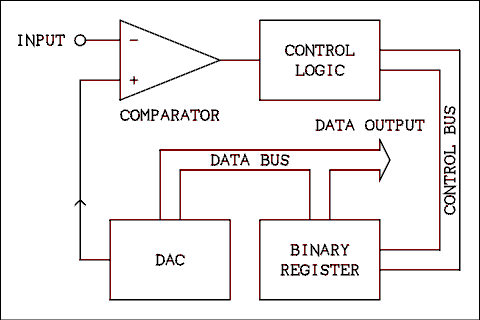 INPUT
−
+
COMPARATOR
CONTROL
LOGIC
DATA OUTPUT
DATA BUS
CONTROL BUS
DAC
BINARY
REGISTER